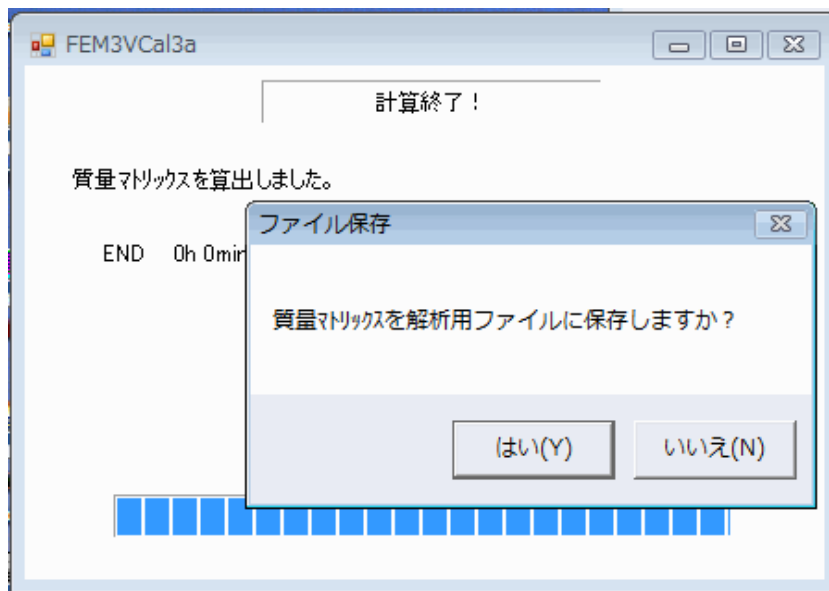 FEM3VCal3a
計算終了！
質量ﾏﾄﾘｯｸｽを算出しました。
END 0h 0min
ファイル保存
質量ﾏﾄﾘｯｸｽを解析用ファイルに保存しますか？
はい(Y)
いいえ(N)